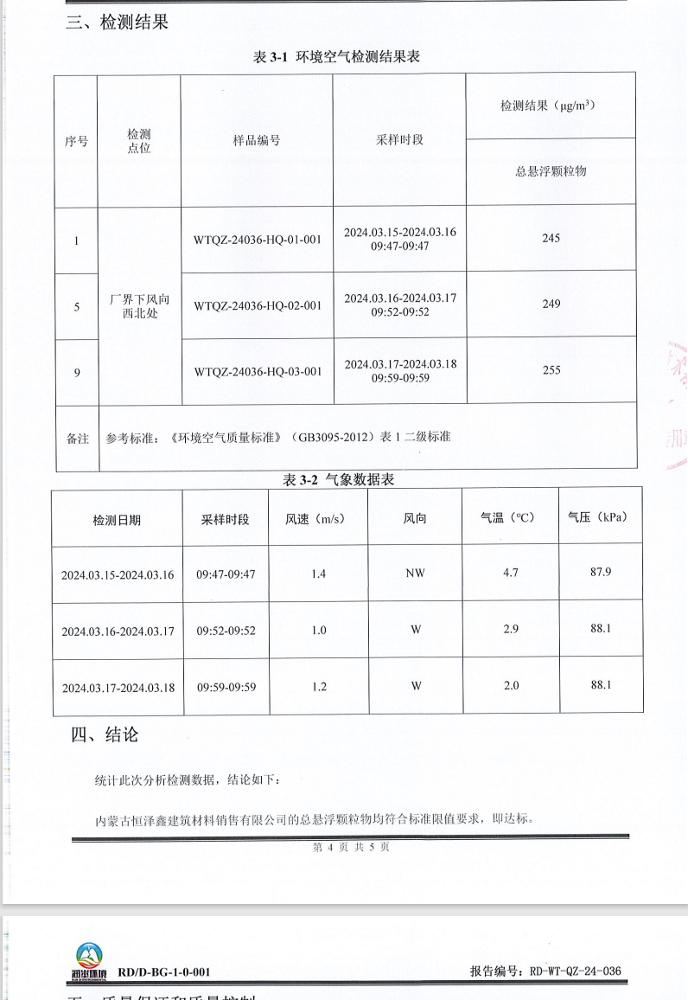 三、检测结果
表 3-1 环境空气检测结果表
序号 检测点位 样品编号 采样时段 检测结果（μg/m³）
总悬浮颗粒物
1 厂界下风向西北处 WTQZ-24036-HQ-01-001 2024.03.15-2024.03.16 09:47-09:47 245
5 WTQZ-24036-HQ-02-001 2024.03.16-2024.03.17 09:52-09:52 249
9 WTQZ-24036-HQ-03-001 2024.03.17-2024.03.18 09:59-09:59 255
备注 参考标准：《环境空气质量标准》（GB3095-2012）表 1 二级标准
表 3-2 气象数据表
检测日期 采样时段 风速（m/s） 风向 气温（℃） 气压（kPa）
2024.03.15-2024.03.16 09:47-09:47 1.4 NW 4.7 87.9
2024.03.16-2024.03.17 09:52-09:52 1.0 W 2.9 88.1
2024.03.17-2024.03.18 09:59-09:59 1.2 W 2.0 88.1
四、结论
统计此次分析检测数据，结论如下：
内蒙古恒泽鑫建筑材料销售有限公司的总悬浮颗粒物均符合标准限值要求，即达标。
第 4 页 共 5 页
RD/D-BG-1-0-001 报告编号：RD-WT-QZ-24-036